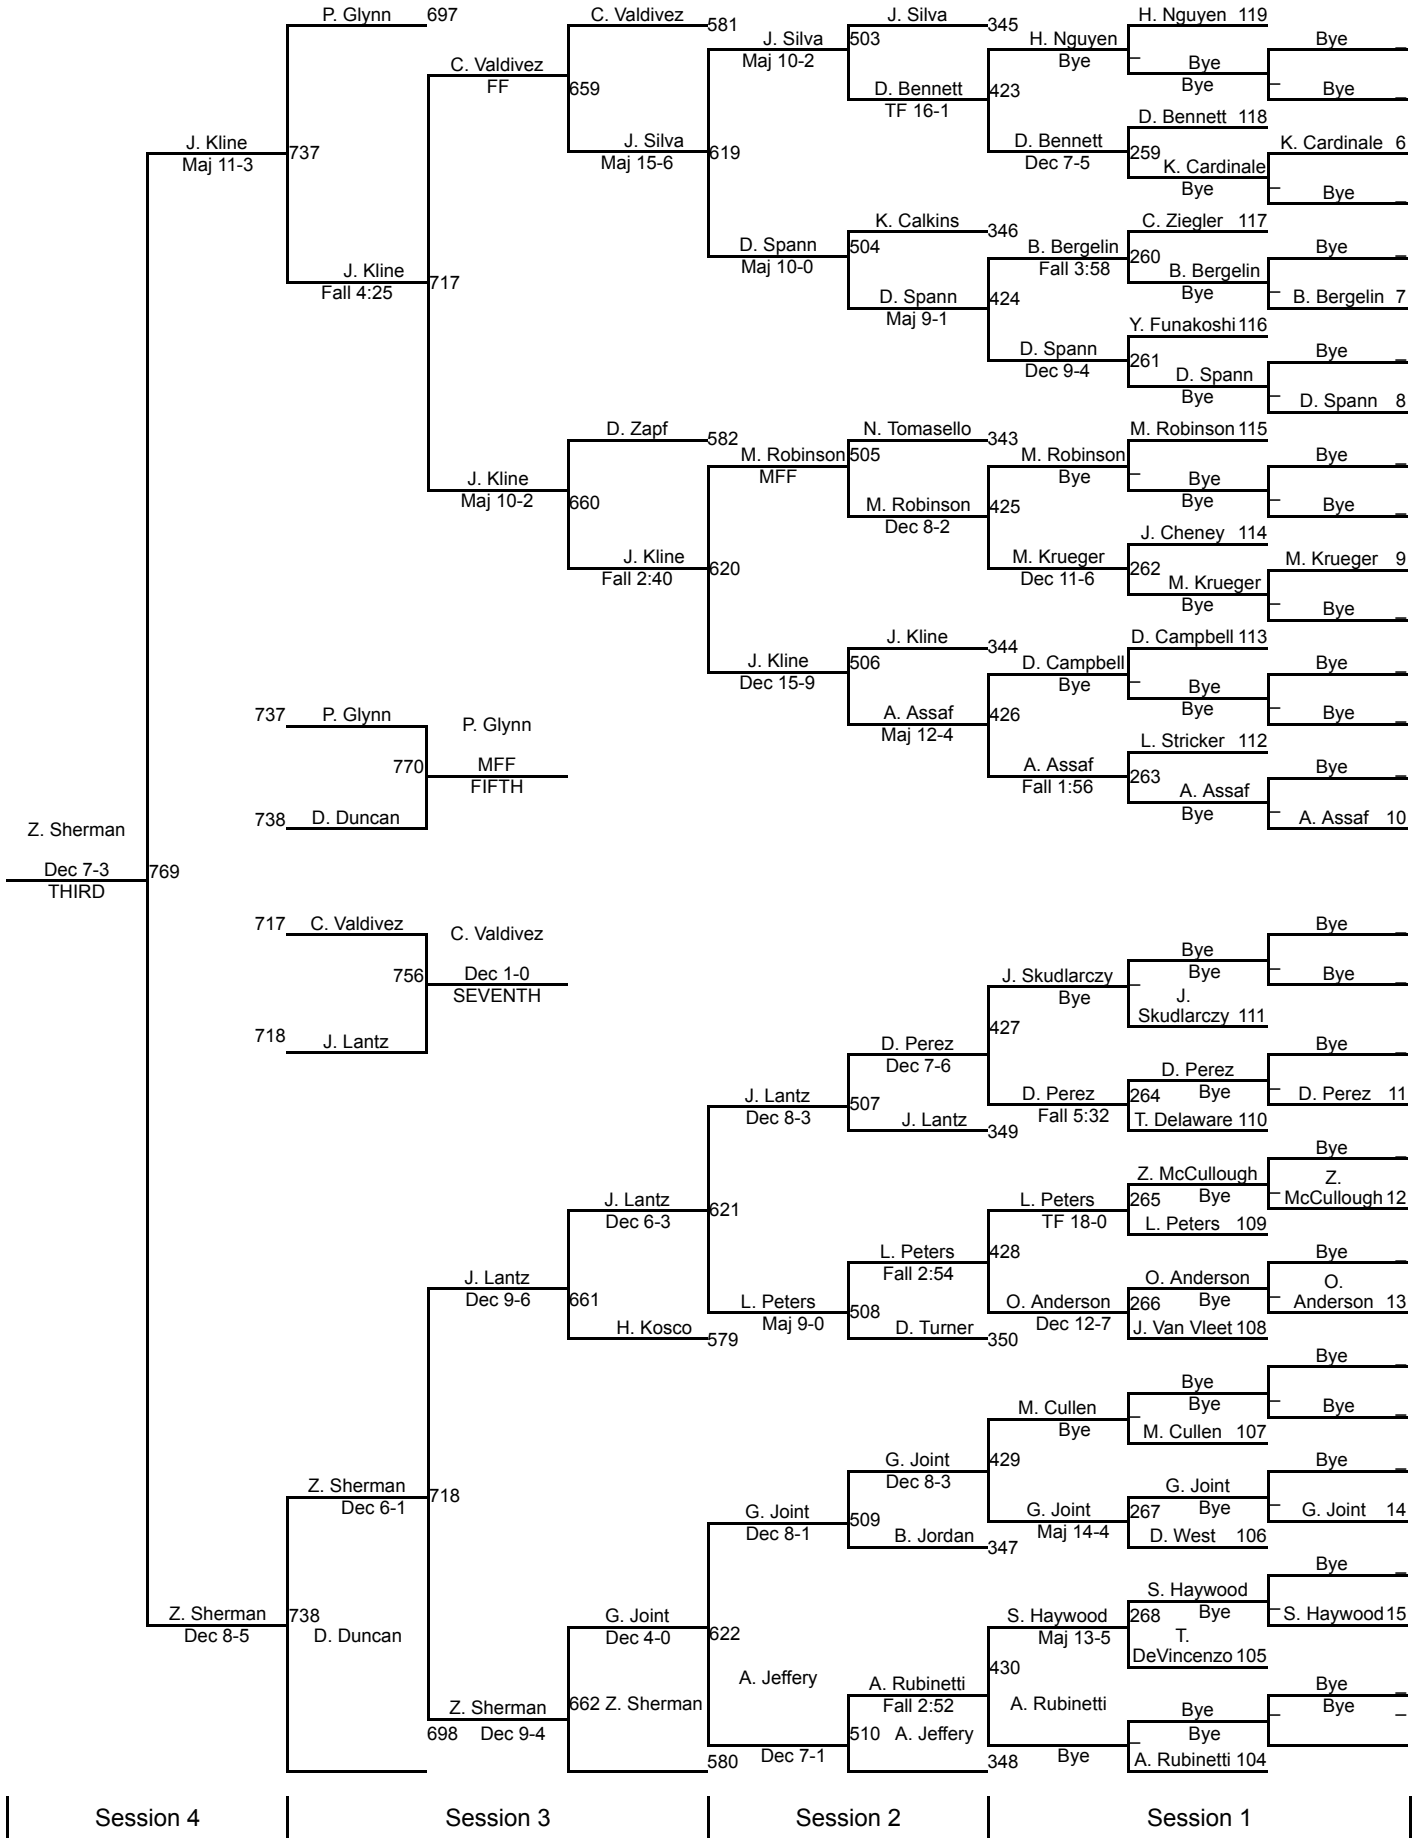 P. Glynn 697
C. Valdivez 581
J. Silva 345
H. Nguyen 119
J. Silva 503
H. Nguyen
Bye _
Maj 10-2
Bye
_ Bye
C. Valdivez
FF
659
D. Bennett 423
Bye
Bye _
TF 16-1
D. Bennett 118
J. Kline
Maj 11-3
737
J. Silva
Maj 15-6
619
D. Bennett
Dec 7-5
259
K. Cardinale 6
K. Cardinale
Bye
_ Bye _
K. Calkins 346
C. Ziegler 117
D. Spann 504
Maj 10-0
B. Bergelin
Fall 3:58
260
Bye _
B. Bergelin
Bye
_ B. Bergelin 7
J. Kline
Fall 4:25
717
D. Spann 424
Maj 9-1
Y. Funakoshi 116
D. Spann
Dec 9-4
261
Bye _
D. Spann
Bye
_ D. Spann 8
D. Zapf 582
N. Tomasello 343
M. Robinson 115
M. Robinson 505
MFF
M. Robinson
Bye
Bye _
_ Bye
Bye
_ Bye _
J. Kline
Maj 10-2
660
M. Robinson 425
Dec 8-2
J. Cheney 114
J. Kline
Fall 2:40
620
M. Krueger
Dec 11-6
262
M. Krueger 9
M. Krueger
Bye
_ Bye _
J. Kline 344
D. Campbell 113
J. Kline 506
Dec 15-9
D. Campbell
Bye
Bye _
_ Bye
Bye
_ Bye _
737 P. Glynn
P. Glynn
A. Assaf 426
Maj 12-4
L. Stricker 112
770
MFF
FIFTH
A. Assaf
Fall 1:56
263
Bye _
A. Assaf
Bye
_ A. Assaf 10
738 D. Duncan
Z. Sherman
Dec 7-3
THIRD
769
717 C. Valdivez
C. Valdivez
Bye _
756
Dec 1-0
SEVENTH
J. Skudlarczy
Bye
Bye
Bye
_ Bye _
_ J.
Skudlarczy 111
718 J. Lantz
427
D. Perez
Dec 7-6
Bye _
J. Lantz
Dec 8-3
507
D. Perez
Fall 5:32
264
D. Perez
Bye
_ D. Perez 11
J. Lantz 349
T. Delaware 110
Bye _
J. Lantz
Dec 6-3
621
L. Peters
TF 18-0
265
Z. McCullough
Bye
_ Z.
McCullough 12
L. Peters 109
L. Peters
Fall 2:54
428
Bye _
J. Lantz
Dec 9-6
661
L. Peters
Maj 9-0
508
O. Anderson
Dec 12-7
266
O. Anderson
Bye
_ O.
Anderson 13
H. Kosco 579
D. Turner 350
J. Van Vleet 108
Bye _
M. Cullen
Bye
Bye
Bye
_ Bye _
_ M. Cullen 107
G. Joint
Dec 8-3
429
Bye _
Z. Sherman
Dec 6-1
718
G. Joint
Dec 8-1
509
G. Joint
Maj 14-4
267
G. Joint
Bye
_ G. Joint 14
B. Jordan 347
D. West 106
Bye _
Z. Sherman
Dec 8-5
738
D. Duncan
G. Joint
Dec 4-0
622
S. Haywood
Maj 13-5
268
S. Haywood
Bye
_ S. Haywood 15
T.
DeVincenzo 105
A. Jeffery
A. Rubinetti
Fall 2:52
430
Bye _
Z. Sherman
698 Dec 9-4
662 Z. Sherman
A. Rubinetti
Bye
_ Bye _
510 A. Jeffery
_ Bye
580 Dec 7-1
348 Bye
A. Rubinetti 104
Session 4
Session 3
Session 2
Session 1